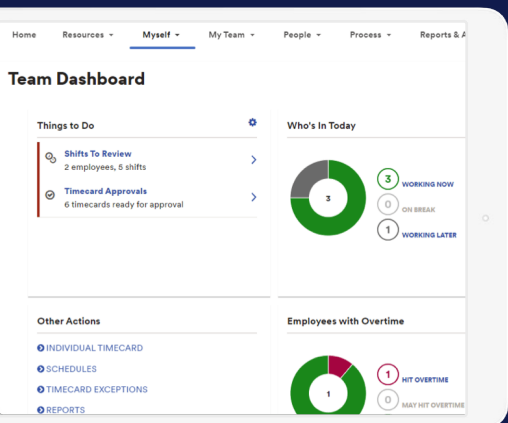 Home Resources Myself My Team People Process Reports & A
Team Dashboard
Things to Do
Shifts To Review
2 employees, 5 shifts
Timecard Approvals
6 timecards ready for approval
Who's In Today
3
3 WORKING NOW
0 ON BREAK
1 WORKING LATER
Other Actions
INDIVIDUAL TIMECARD
SCHEDULES
TIMECARD EXCEPTIONS
REPORTS
Employees with Overtime
1
1 HIT OVERTIME
0 MAY HIT OVERTIME